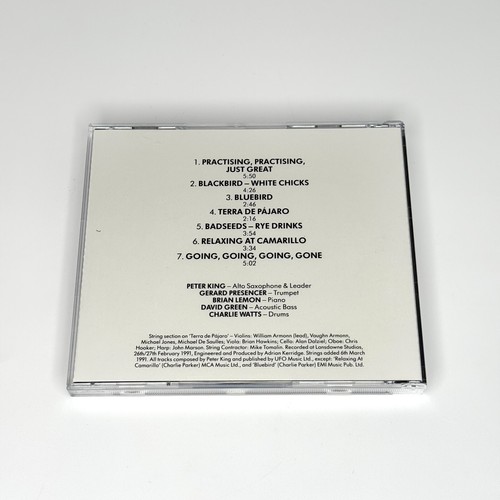 1. PRACTISING, PRACTISING,
JUST GREAT
5:50
2. BLACKBIRD – WHITE CHICKS
4:26
3. BLUEBIRD
2:46
4. TERRA DE PÁJARO
2:16
5. BADSEEDS – RYE DRINKS
3:54
6. RELAXING AT CAMARILLO
3:34
7. GOING, GOING, GOING, GONE
5:02
PETER KING – Alto Saxophone & Leader
GERARD PRESENCER – Trumpet
BRIAN LEMON – Piano
DAVID GREEN – Acoustic Bass
CHARLIE WATTS – Drums
String section on 'Terra de Pájaro' – Violins: William Armonn (lead), Vaughn Armonn,
Michael Jones, Michael De Saulles; Viola: Brian Hawkins; Cello: Alan Dalziel; Oboe: Chris
Hooker; Harp: John Marson. String Contractor: Mike Tomalin. Recorded at Lansdowne Studios,
26th/27th February 1991, Engineered and Produced by Adrian Kerridge. Strings added 6th March
1991. All tracks composed by Peter King and published by UFO Music Ltd., except: 'Relaxing At
Camarillo' (Charlie Parker) MCA Music Ltd., and 'Bluebird' (Charlie Parker) EMI Music Pub. Ltd.